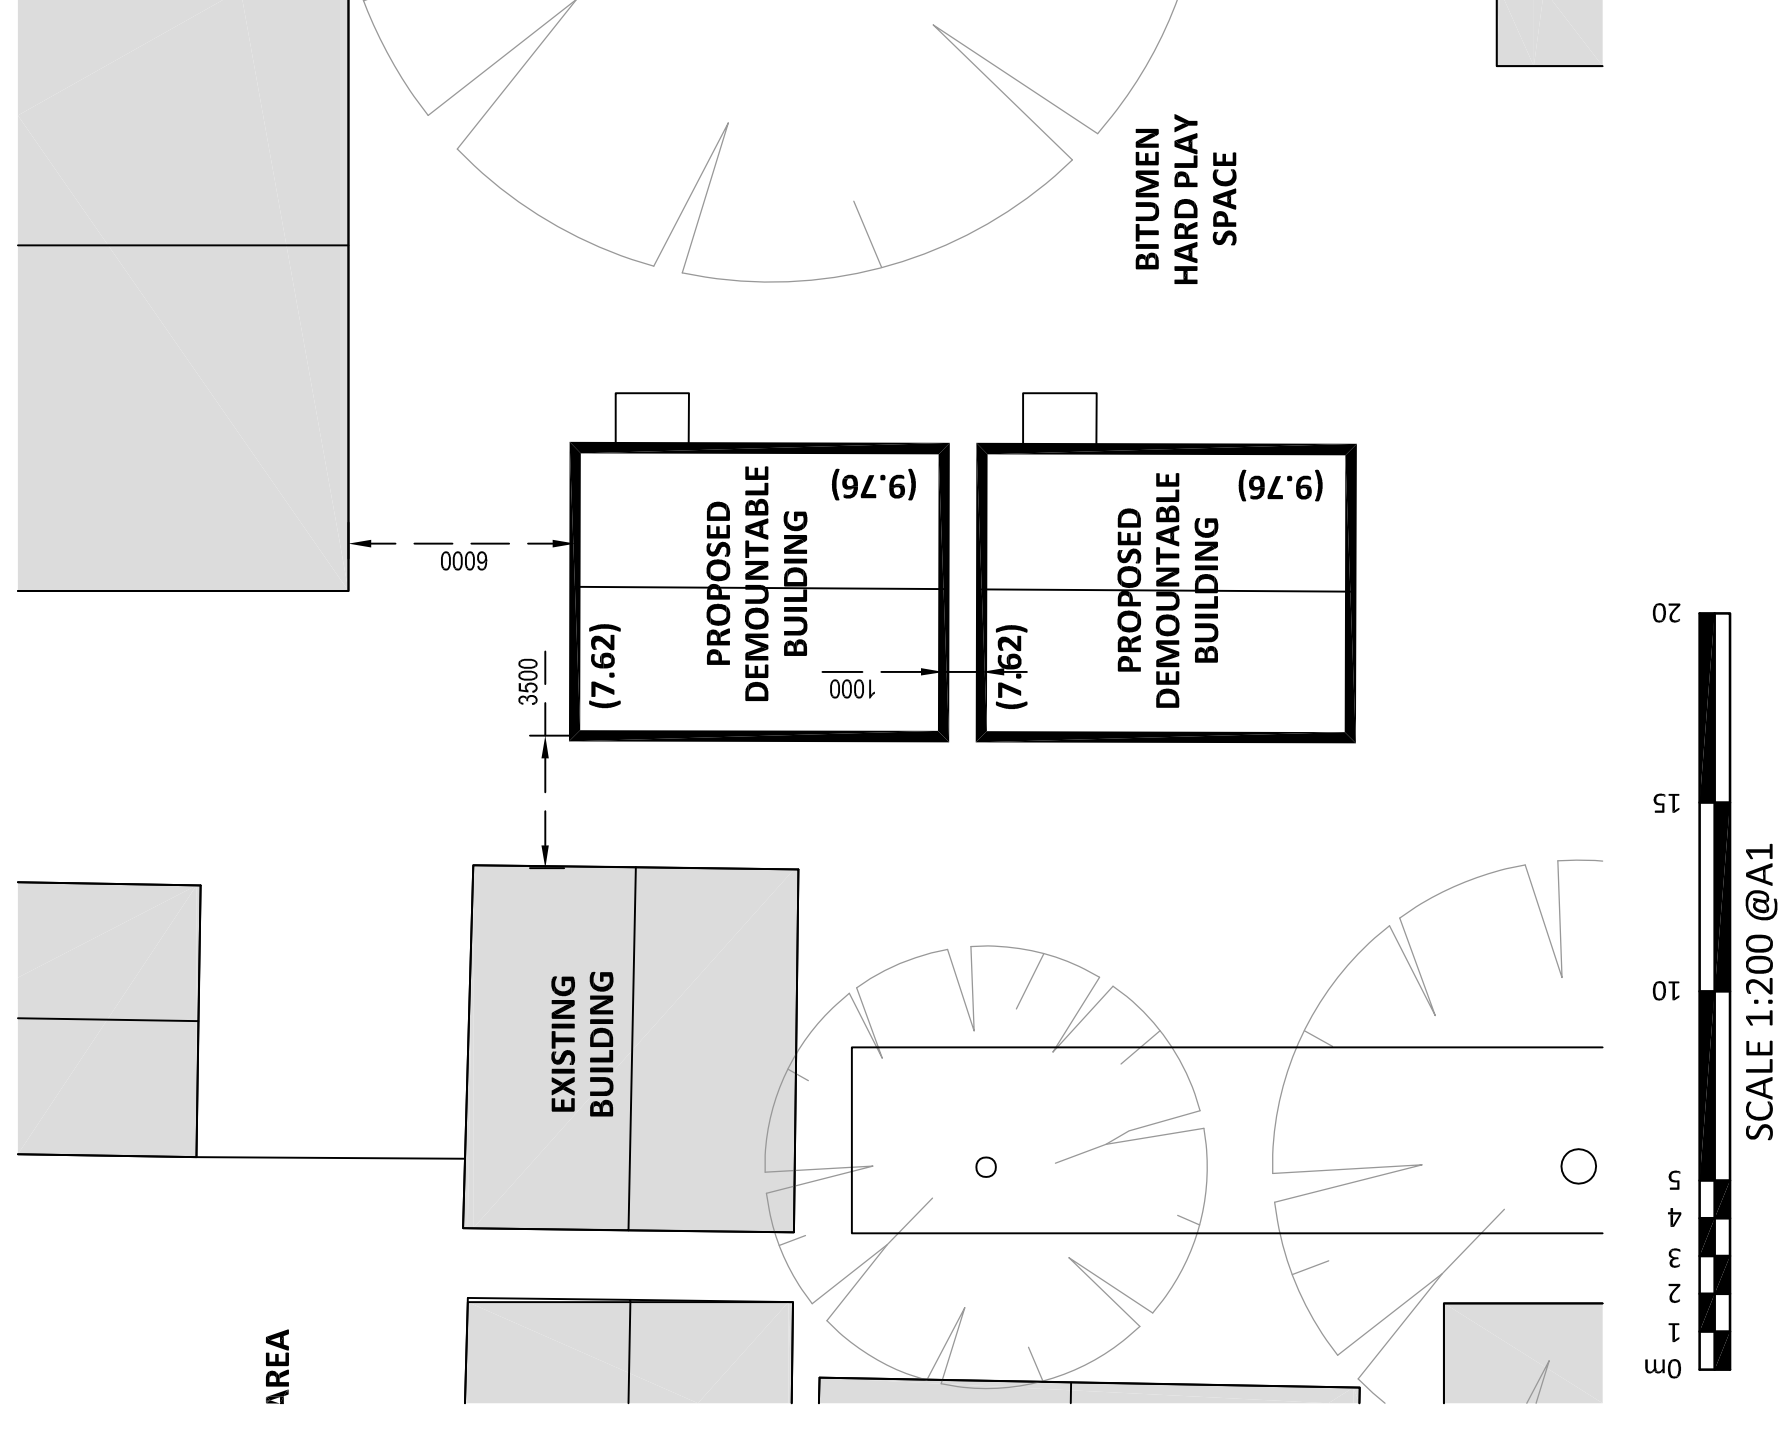 BITUMEN
HARD PLAY
SPACE
PROPOSED
DEMOUNTABLE
BUILDING
(9.76)
(7.62)
PROPOSED
DEMOUNTABLE
BUILDING
(9.76)
(7.62)
6000
3500
1000
EXISTING
BUILDING
AREA
20
15
10
5
4
3
2
1
0m
SCALE 1:200 @A1